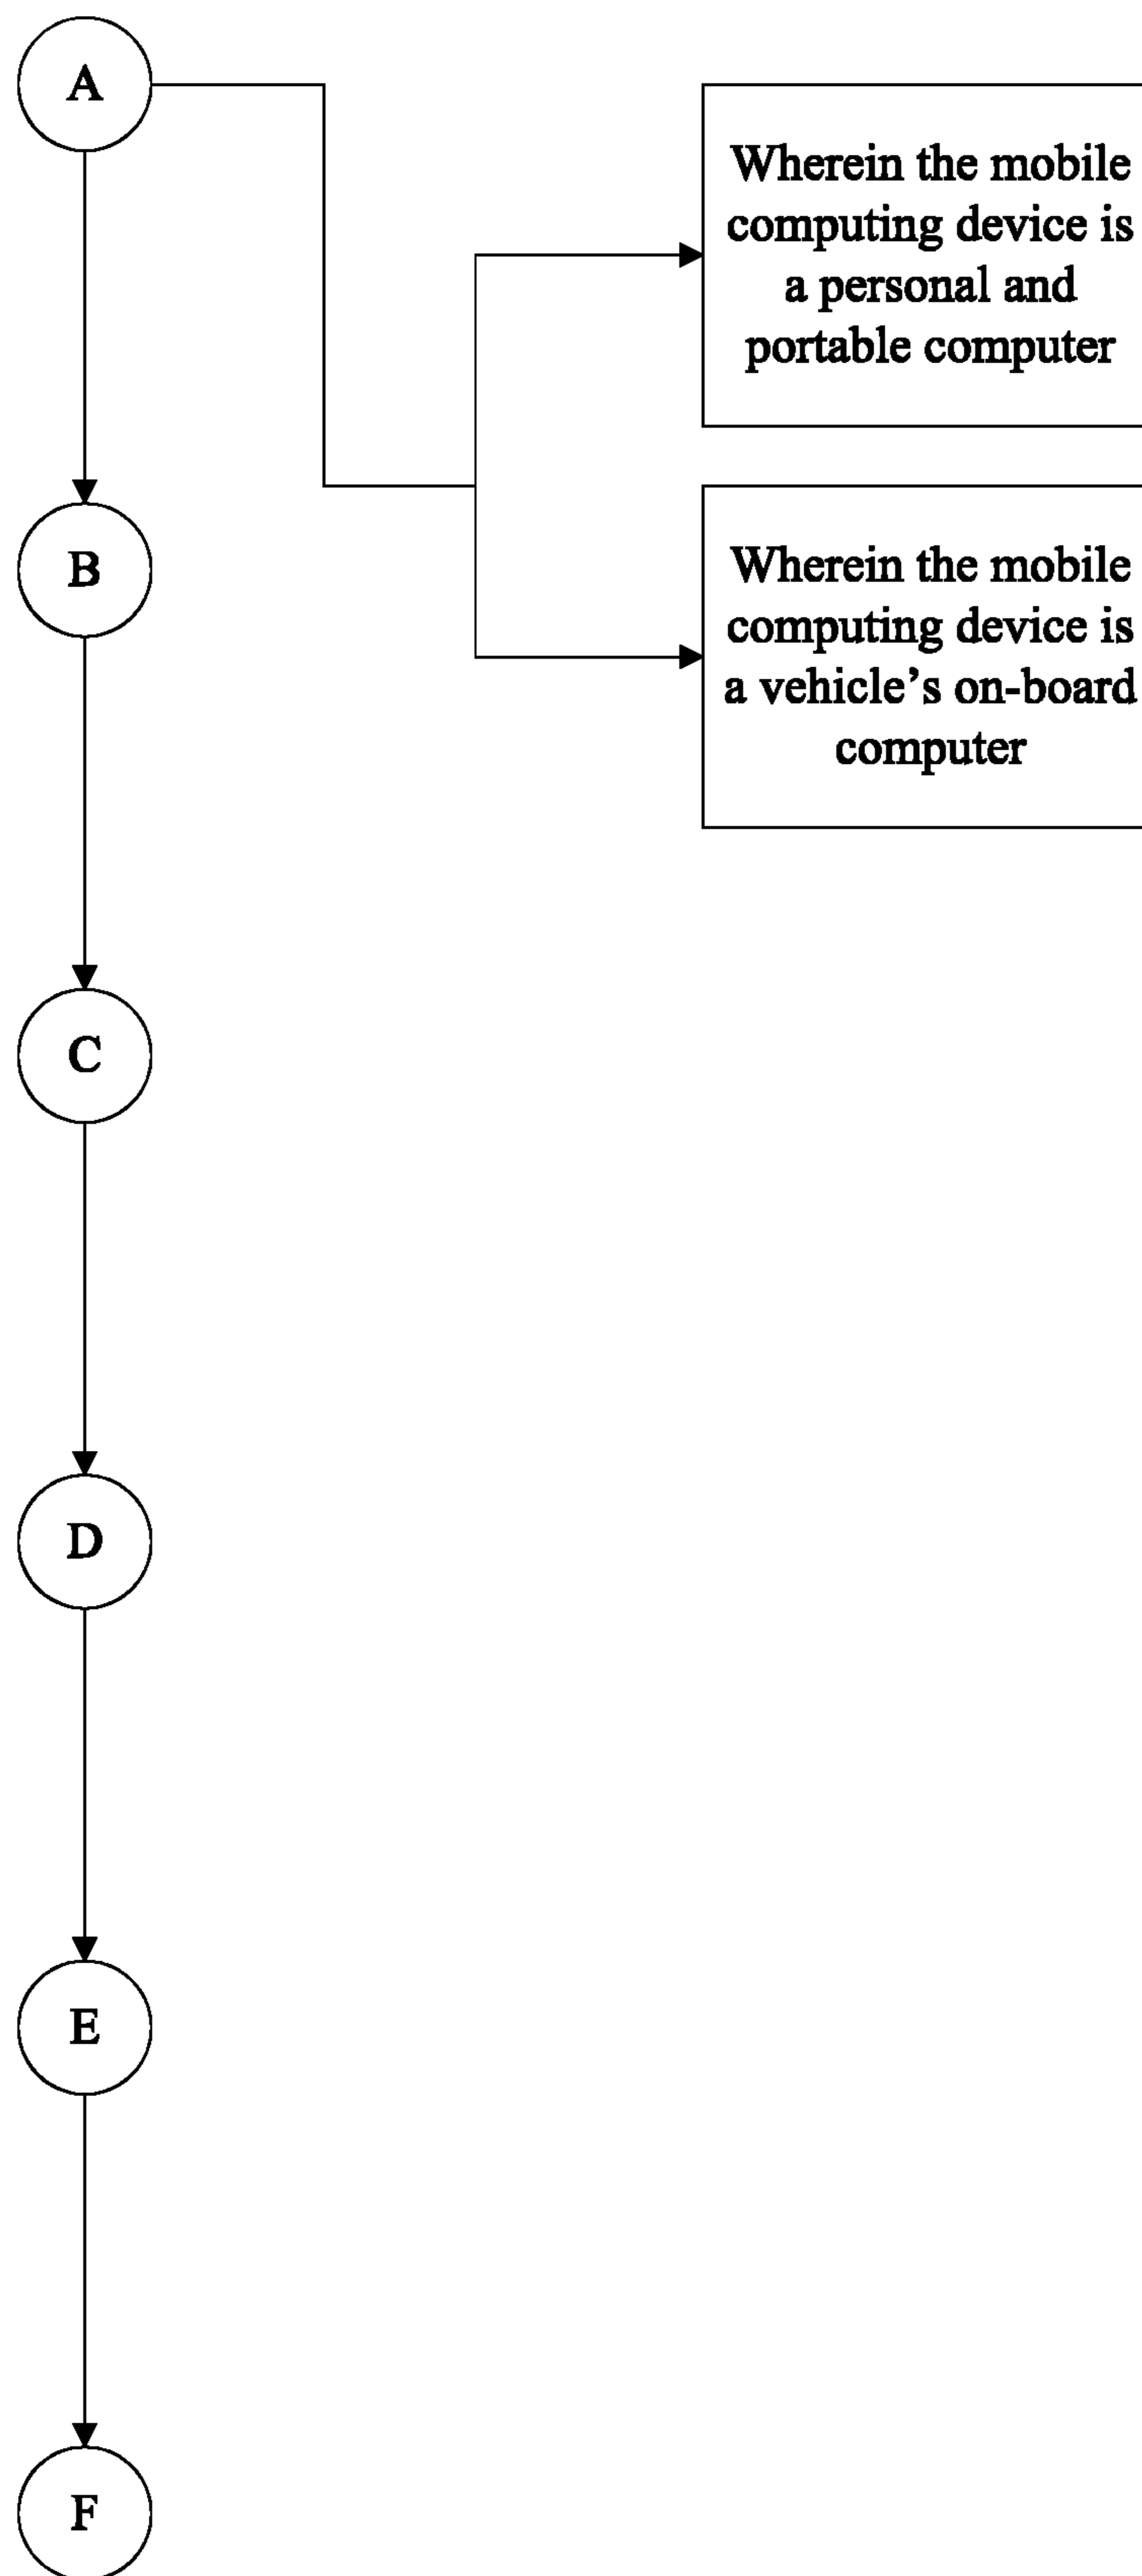 A
Wherein the mobile
computing device is
a personal and
portable computer
Wherein the mobile
computing device is
a vehicle’s on-board
computer
B
C
D
E
F